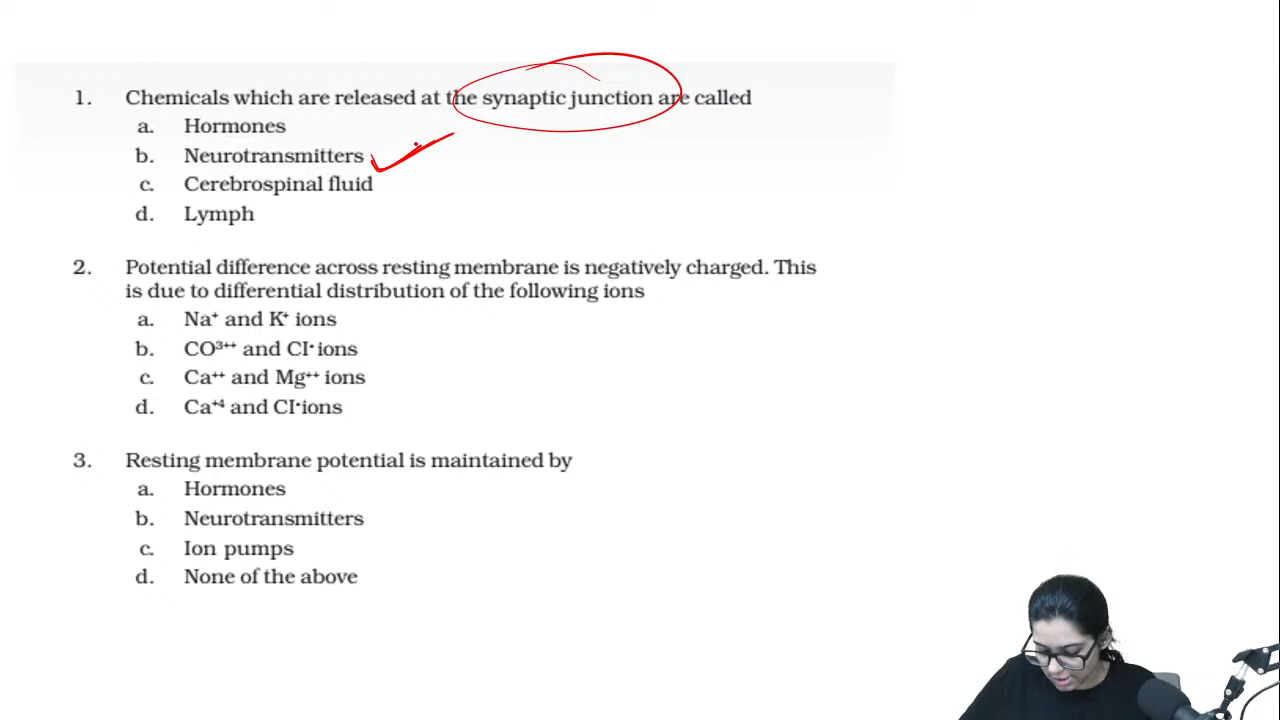 1. Chemicals which are released at the synaptic junction are called
a. Hormones
b. Neurotransmitters
c. Cerebrospinal fluid
d. Lymph
2. Potential difference across resting membrane is negatively charged. This
is due to differential distribution of the following ions
a. Na⁺ and K⁺ ions
b. CO³⁺⁺ and CI⁻ ions
c. Ca⁺⁺ and Mg⁺⁺ ions
d. Ca⁺⁴ and CI⁻ions
3. Resting membrane potential is maintained by
a. Hormones
b. Neurotransmitters
c. Ion pumps
d. None of the above